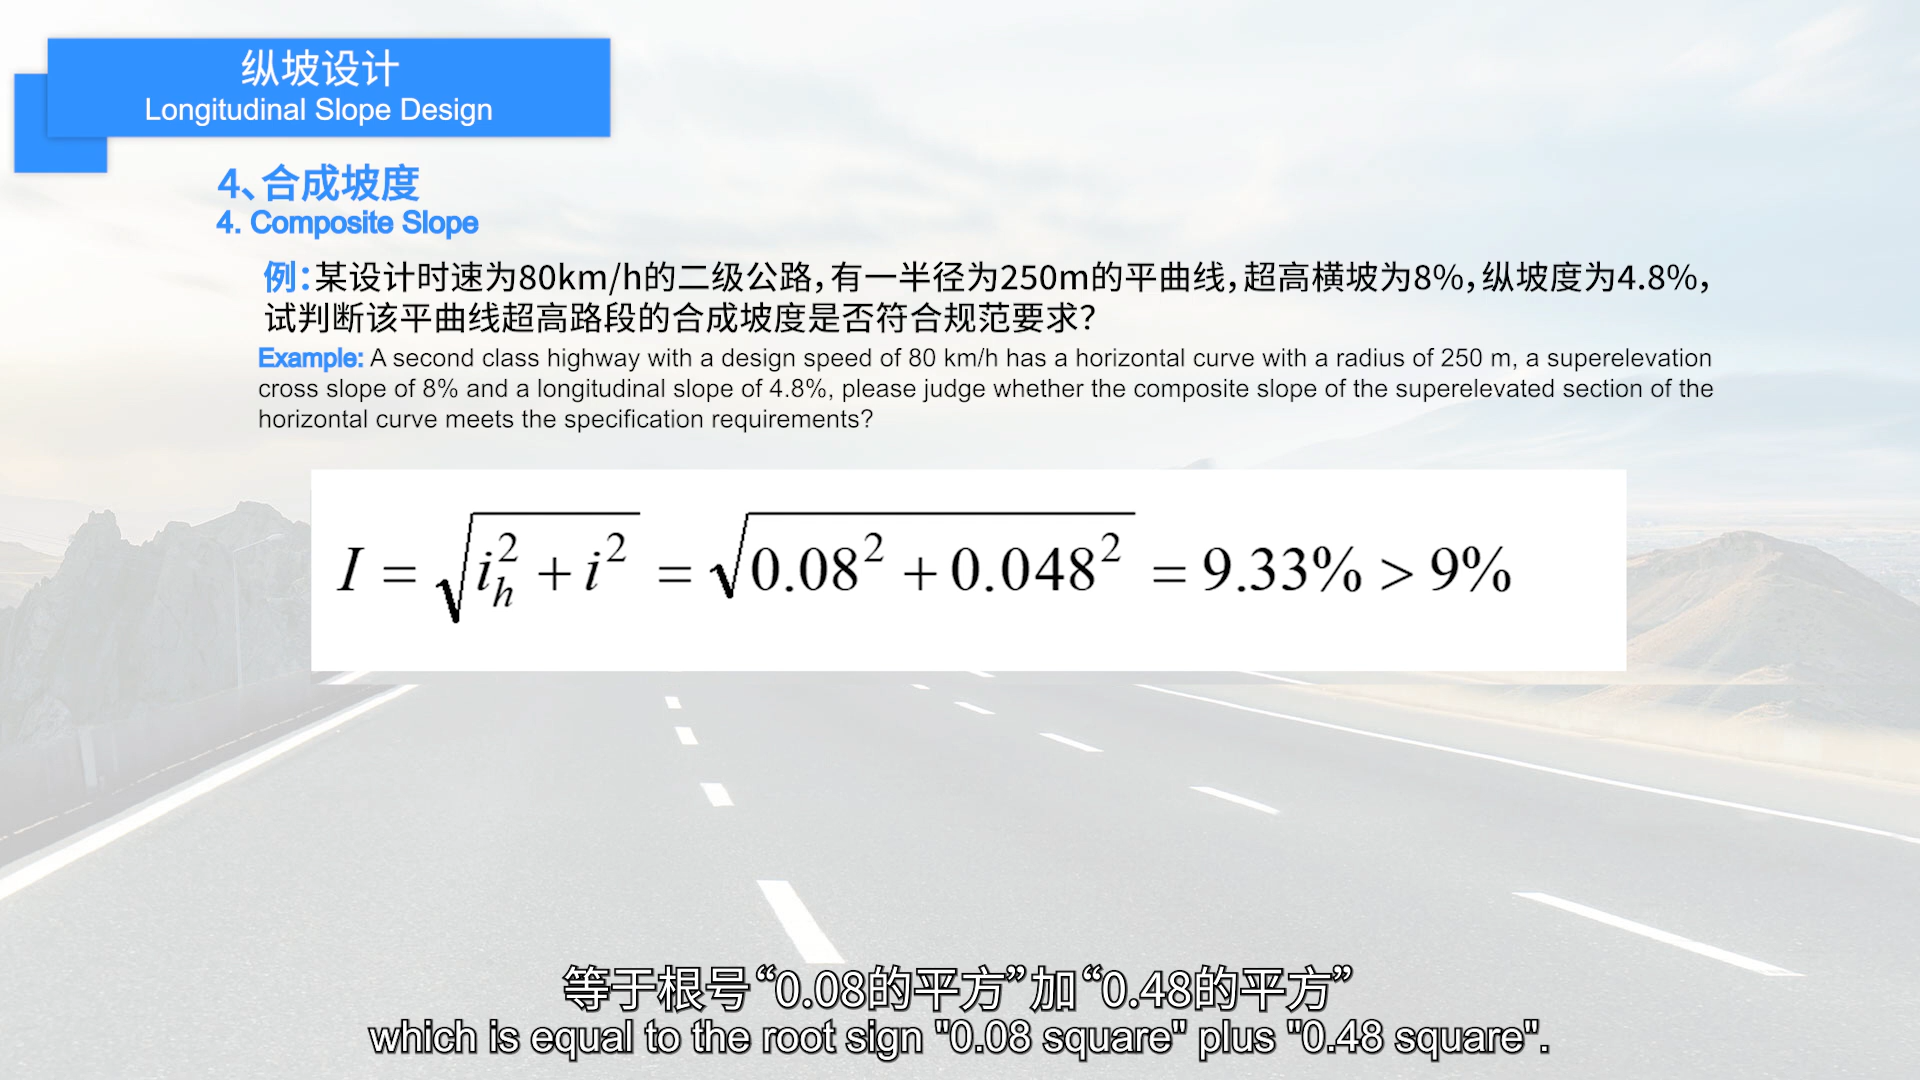 纵坡设计
Longitudinal Slope Design
4、合成坡度
4. Composite Slope
例：某设计时速为80km/h的二级公路，有一半径为250m的平曲线，超高横坡为8%，纵坡度为4.8%，
试判断该平曲线超高路段的合成坡度是否符合规范要求？
Example: A second class highway with a design speed of 80 km/h has a horizontal curve with a radius of 250 m, a superelevation
cross slope of 8% and a longitudinal slope of 4.8%, please judge whether the composite slope of the superelevated section of the
horizontal curve meets the specification requirements?
I = √(i_h² + i²) = √(0.08² + 0.048²) = 9.33% > 9%
等于根号“0.08的平方”加“0.48的平方”
which is equal to the root sign "0.08 square" plus "0.48 square".